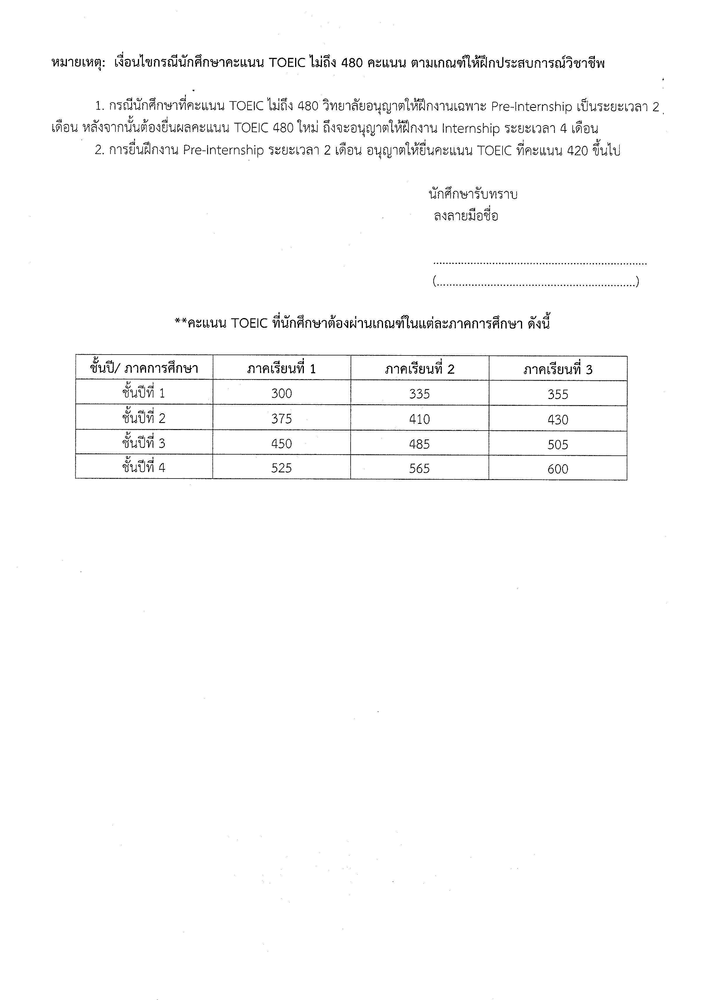 หมายเหตุ: เงื่อนไขกรณีนักศึกษาคะแนน TOEIC ไม่ถึง 480 คะแนน ตามเกณฑ์ให้ฝึกประสบการณ์วิชาชีพ
1. กรณีนักศึกษาที่คะแนน TOEIC ไม่ถึง 480 วิทยาลัยอนุญาตให้ฝึกงานเฉพาะ Pre-Internship เป็นระยะเวลา 2
เดือน หลังจากนั้นต้องยื่นผลคะแนน TOEIC 480 ใหม่ ถึงจะอนุญาตให้ฝึกงาน Internship ระยะเวลา 4 เดือน
2. การยื่นฝึกงาน Pre-Internship ระยะเวลา 2 เดือน อนุญาตให้ยื่นคะแนน TOEIC ที่คะแนน 420 ขึ้นไป
นักศึกษารับทราบ
ลงลายมือชื่อ
.....................................................................
(................................................................)
**คะแนน TOEIC ที่นักศึกษาต้องผ่านเกณฑ์ในแต่ละภาคการศึกษา ดังนี้
ชั้นปี/ ภาคการศึกษา ภาคเรียนที่ 1 ภาคเรียนที่ 2 ภาคเรียนที่ 3
ชั้นปีที่ 1 300 335 355
ชั้นปีที่ 2 375 410 430
ชั้นปีที่ 3 450 485 505
ชั้นปีที่ 4 525 565 600